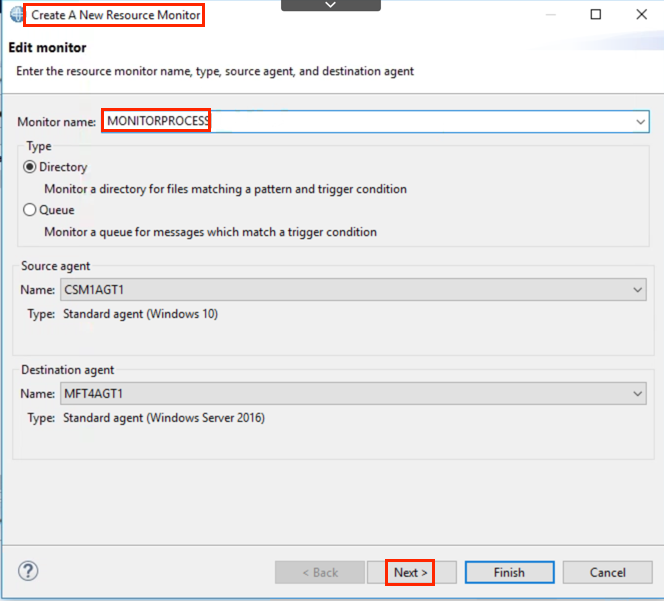 Create A New Resource Monitor
Edit monitor
Enter the resource monitor name, type, source agent, and destination agent
Monitor name: MONITORPROCESS
Type
Directory
Monitor a directory for files matching a pattern and trigger condition
Queue
Monitor a queue for messages which match a trigger condition
Source agent
Name: CSM1AGT1
Type: Standard agent (Windows 10)
Destination agent
Name: MFT4AGT1
Type: Standard agent (Windows Server 2016)
? < Back Next > Finish Cancel